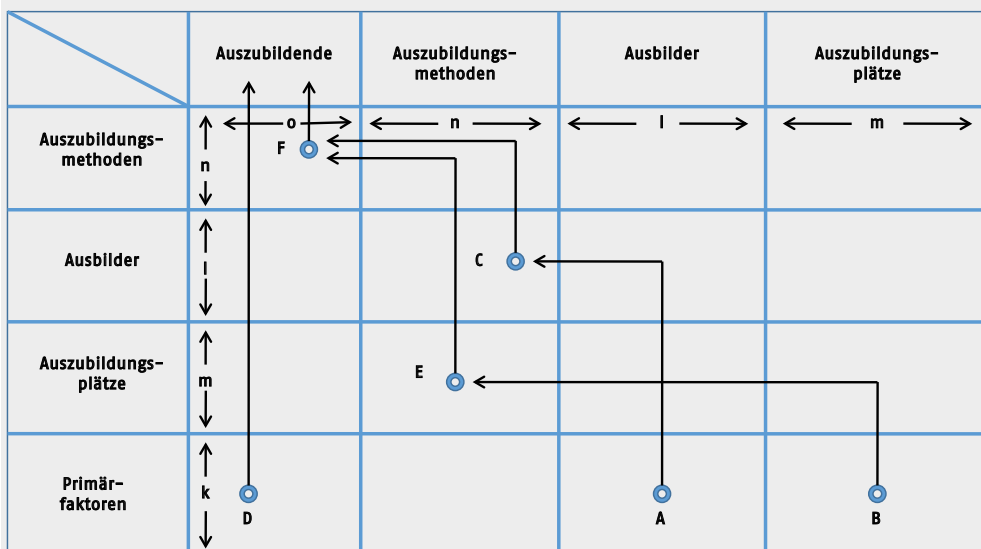 Auszubildende
Auszubildungs-
methoden
Ausbilder
Auszubildungs-
plätze
Auszubildungs-
methoden
n
o
n
l
m
F
Ausbilder
l
C
Auszubildungs-
plätze
m
E
Primär-
faktoren
k
D
A
B